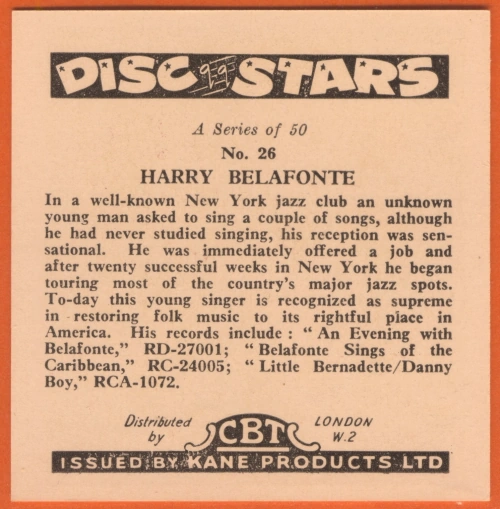 DISC STARS
A Series of 50
No. 26
HARRY BELAFONTE
In a well-known New York jazz club an unknown
young man asked to sing a couple of songs, although
he had never studied singing, his reception was sen-
sational. He was immediately offered a job and
after twenty successful weeks in New York he began
touring most of the country's major jazz spots.
To-day this young singer is recognized as supreme
in restoring folk music to its rightful place in
America. His records include : " An Evening with
Belafonte," RD-27001; " Belafonte Sings of the
Caribbean," RC-24005; " Little Bernadette/Danny
Boy," RCA-1072.
Distributed by CBT LONDON W.2
ISSUED BY KANE PRODUCTS LTD